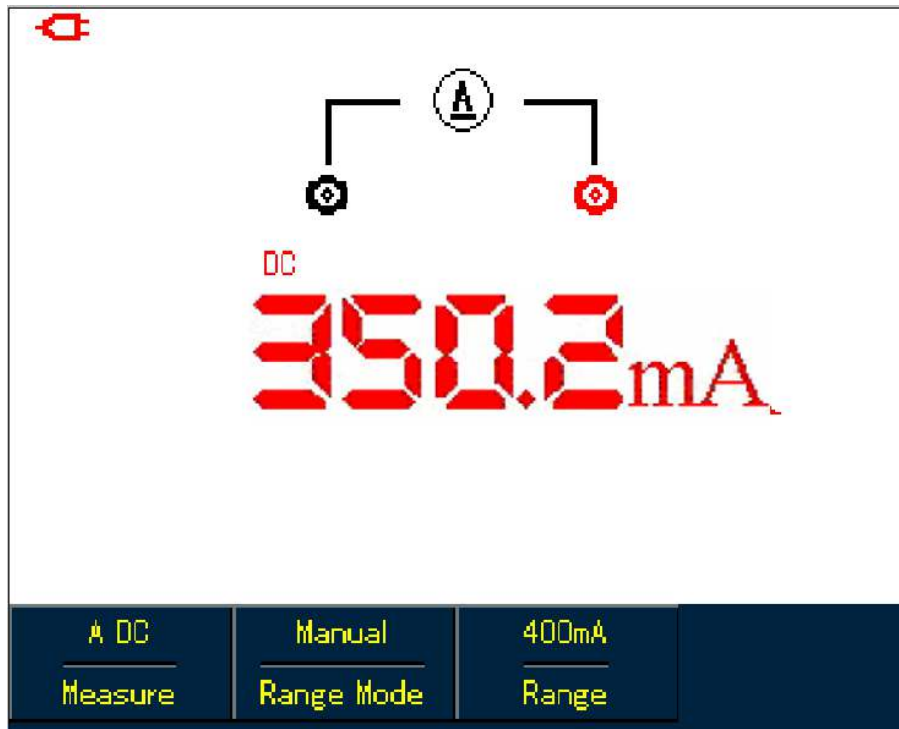 A
DC
350.2mA
A DC
Measure
Manual
Range Mode
400mA
Range